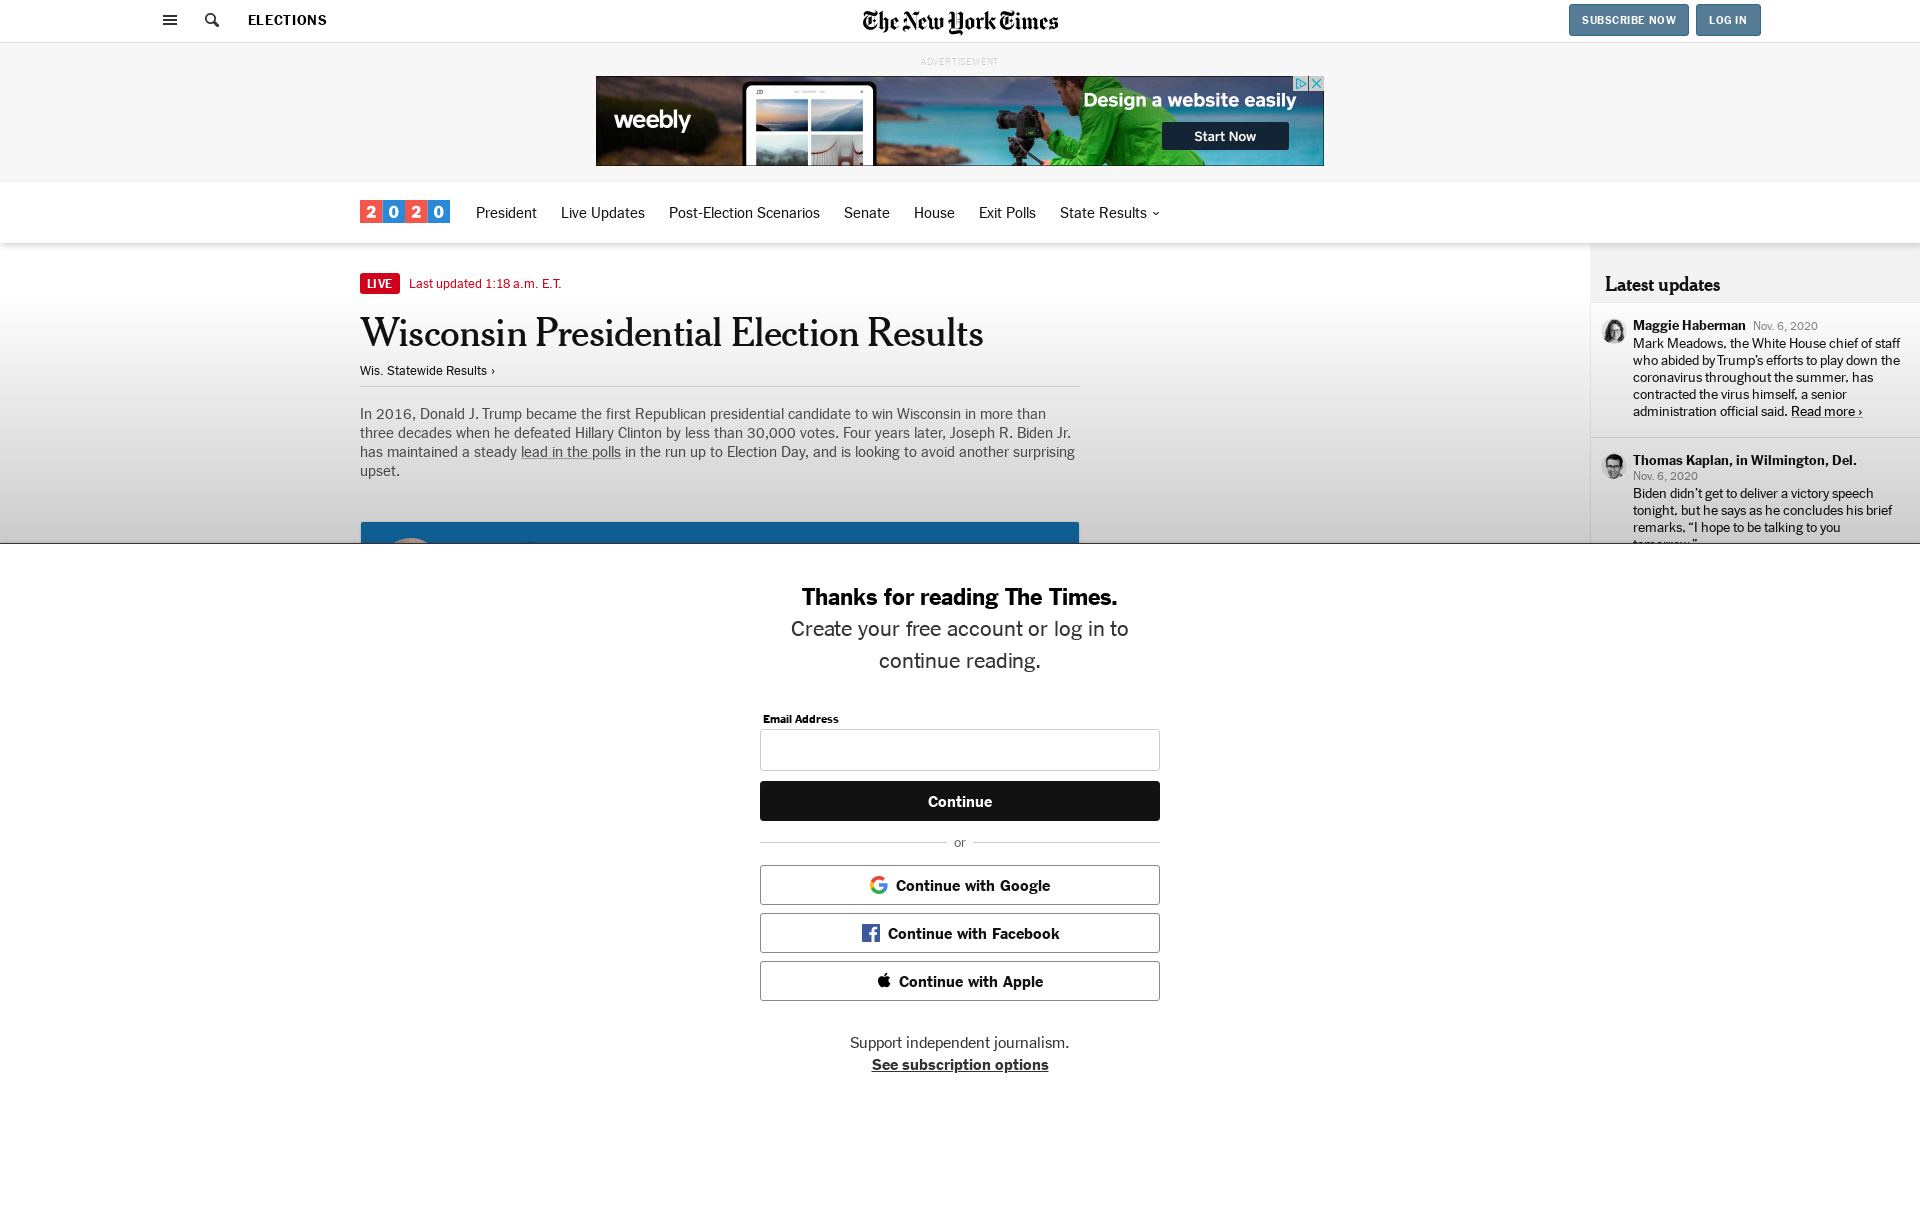 ELECTIONS
The New York Times
SUBSCRIBE NOW
LOG IN
ADVERTISEMENT
weebly
Design a website easily
Start Now
2020
President
Live Updates
Post-Election Scenarios
Senate
House
Exit Polls
State Results
LIVE Last updated 1:18 a.m. E.T.
Wisconsin Presidential Election Results
Wis. Statewide Results ›
In 2016, Donald J. Trump became the first Republican presidential candidate to win Wisconsin in more than
three decades when he defeated Hillary Clinton by less than 30,000 votes. Four years later, Joseph R. Biden Jr.
has maintained a steady lead in the polls in the run up to Election Day, and is looking to avoid another surprising
upset.
Latest updates
Maggie Haberman Nov. 6, 2020
Mark Meadows, the White House chief of staff
who abided by Trump’s efforts to play down the
coronavirus throughout the summer, has
contracted the virus himself, a senior
administration official said. Read more ›
Thomas Kaplan, in Wilmington, Del.
Nov. 6, 2020
Biden didn’t get to deliver a victory speech
tonight, but he says as he concludes his brief
remarks, “I hope to be talking to you
tomorrow.”
Thanks for reading The Times.
Create your free account or log in to
continue reading.
Email Address
Continue
or
Continue with Google
Continue with Facebook
Continue with Apple
Support independent journalism.
See subscription options